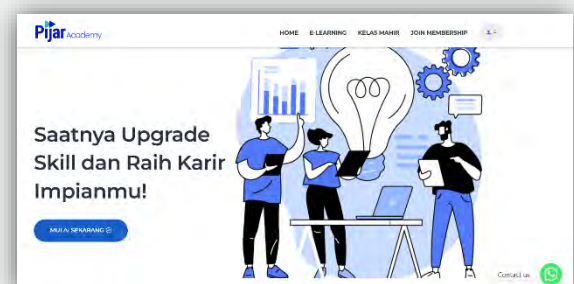 Pijar Academy
HOME E-LEARNING KELAS MAHIR JOIN MEMBERSHIP
Saatnya Upgrade
Skill dan Raih Karir
Impianmu!
MULAI SEKARANG
Contact us